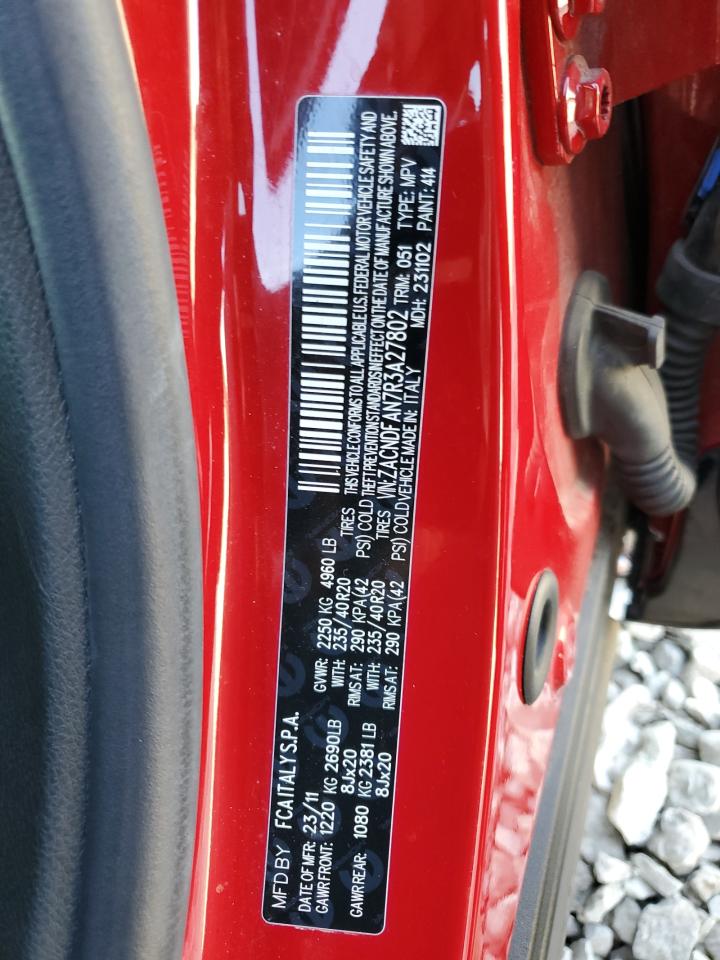 MFD BY FCA ITALY S.P.A.
DATE OF MFR: 23/11 GVWR: 2250 KG 4960 LB
GAWR FRONT: 1220 KG 2690LB WITH: 235/40R20 TIRES
8Jx20 RIMS AT: 290 KPA(42 PSI) COLD
GAWR REAR: 1080 KG 2381 LB WITH: 235/40R20 TIRES
8Jx20 RIMS AT: 290 KPA(42 PSI) COLD
THIS VEHICLE CONFORMS TO ALL APPLICABLE U.S. FEDERAL MOTOR VEHICLE SAFETY AND
THEFT PREVENTION STANDARDS IN EFFECT ON THE DATE OF MANUFACTURE SHOWN ABOVE.
VIN: ZACNDFAN7R3A27802 TRIM: 051 TYPE: MPV
VEHICLE MADE IN: ITALY MDH: 231102 PAINT: 414